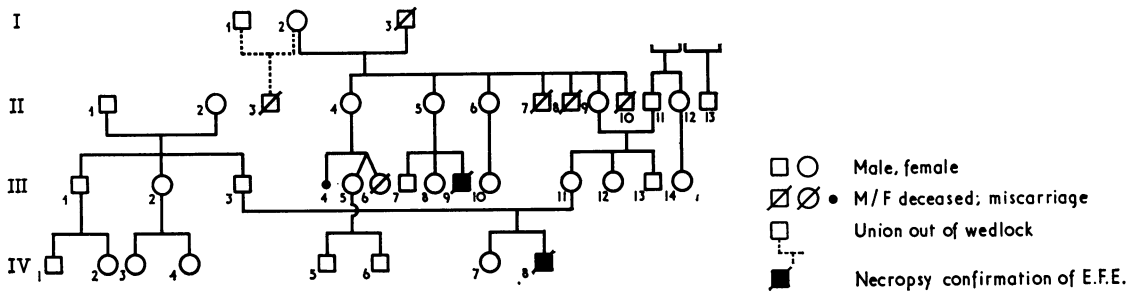 I 1 2 3
II 1 2 3 4 5 6 7 8 9 10 11 12 13
III 1 2 3 4 5 6 7 8 9 10 11 12 13 14
IV 1 2 3 4 5 6 7 8
Male, female
M/F deceased; miscarriage
Union out of wedlock
Necropsy confirmation of E.F.E.